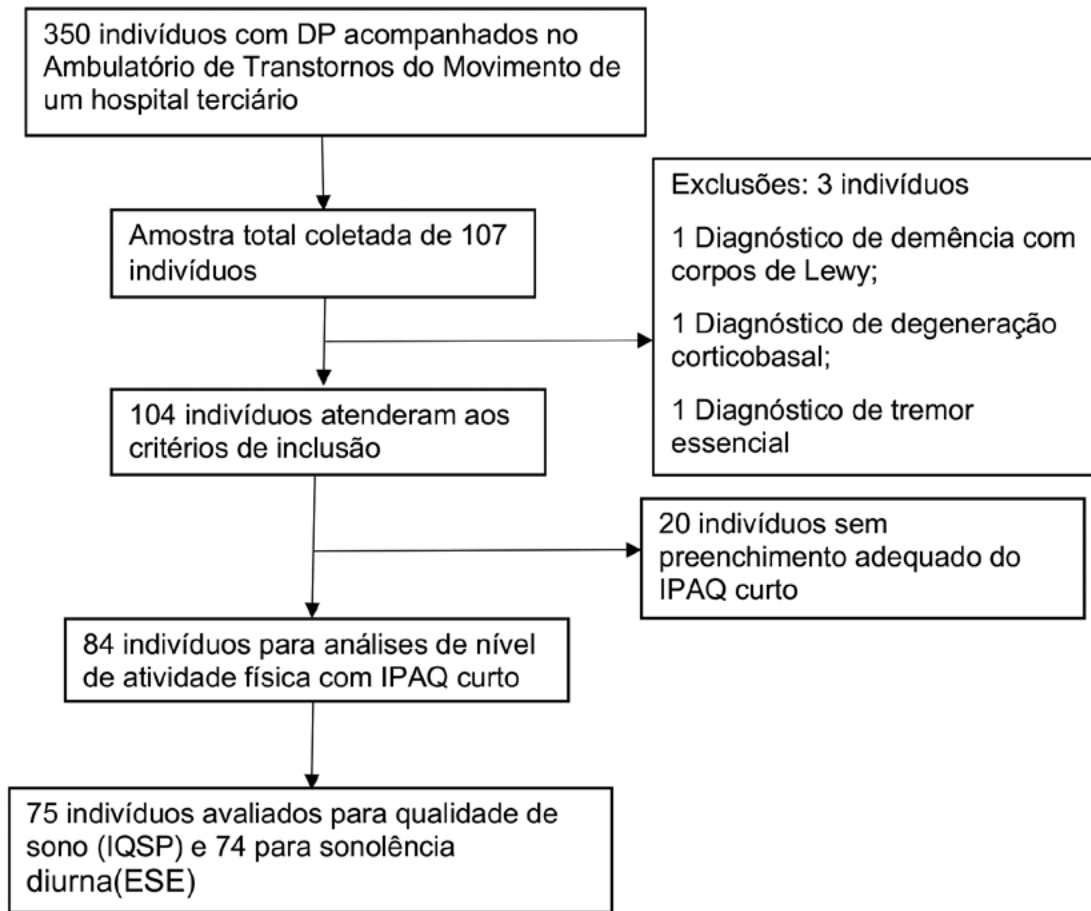 350 indivíduos com DP acompanhados no
Ambulatório de Transtornos do Movimento de
um hospital terciário
Amostra total coletada de 107
indivíduos
Exclusões: 3 indivíduos
1 Diagnóstico de demência com
corpos de Lewy;
1 Diagnóstico de degeneração
corticobasal;
1 Diagnóstico de tremor
essencial
104 indivíduos atenderam aos
critérios de inclusão
20 indivíduos sem
preenchimento adequado do
IPAQ curto
84 indivíduos para análises de nível
de atividade física com IPAQ curto
75 indivíduos avaliados para qualidade de
sono (IQSP) e 74 para sonolência
diurna(ESE)